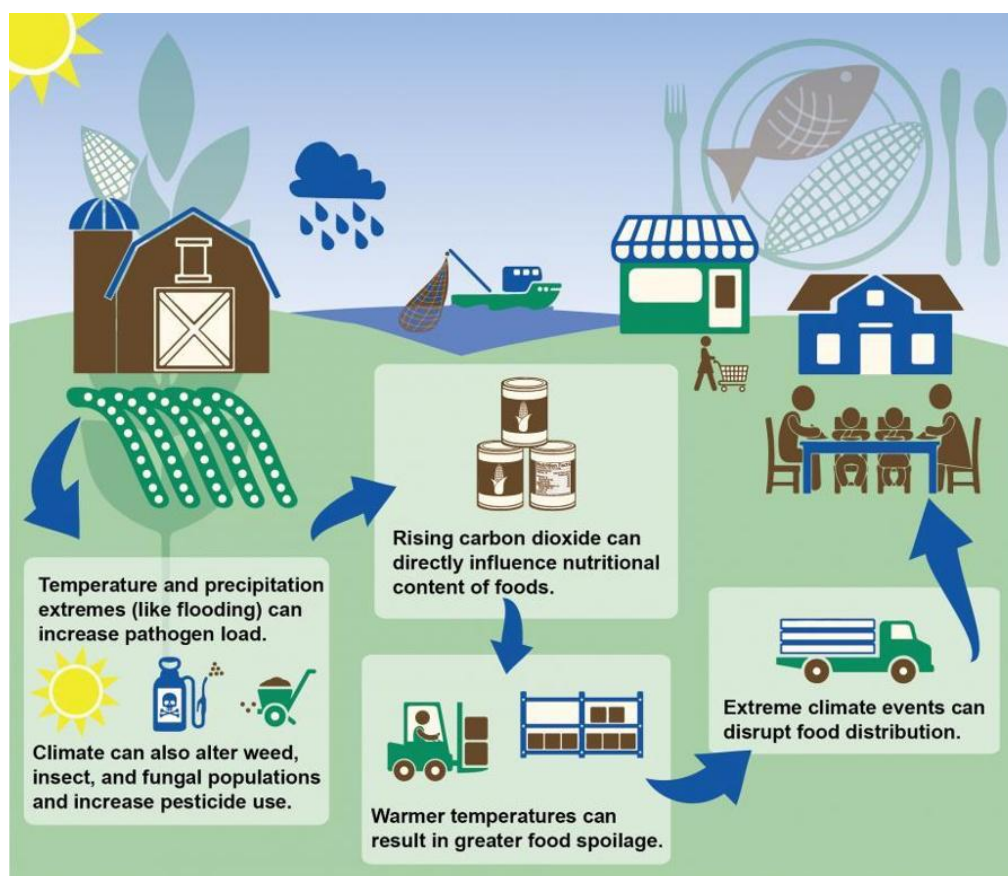 Temperature and precipitation
extremes (like flooding) can
increase pathogen load.
Climate can also alter weed,
insect, and fungal populations
and increase pesticide use.
Rising carbon dioxide can
directly influence nutritional
content of foods.
Warmer temperatures can
result in greater food spoilage.
Extreme climate events can
disrupt food distribution.